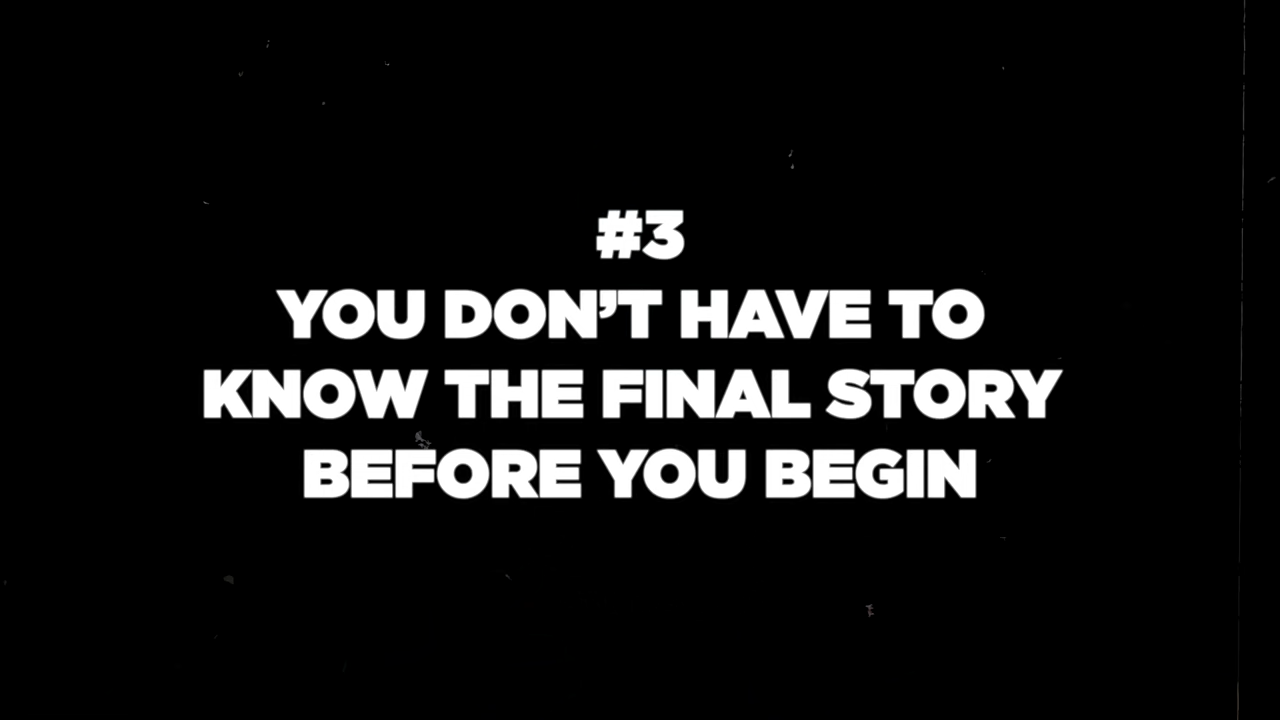 #3
YOU DON’T HAVE TO
KNOW THE FINAL STORY
BEFORE YOU BEGIN